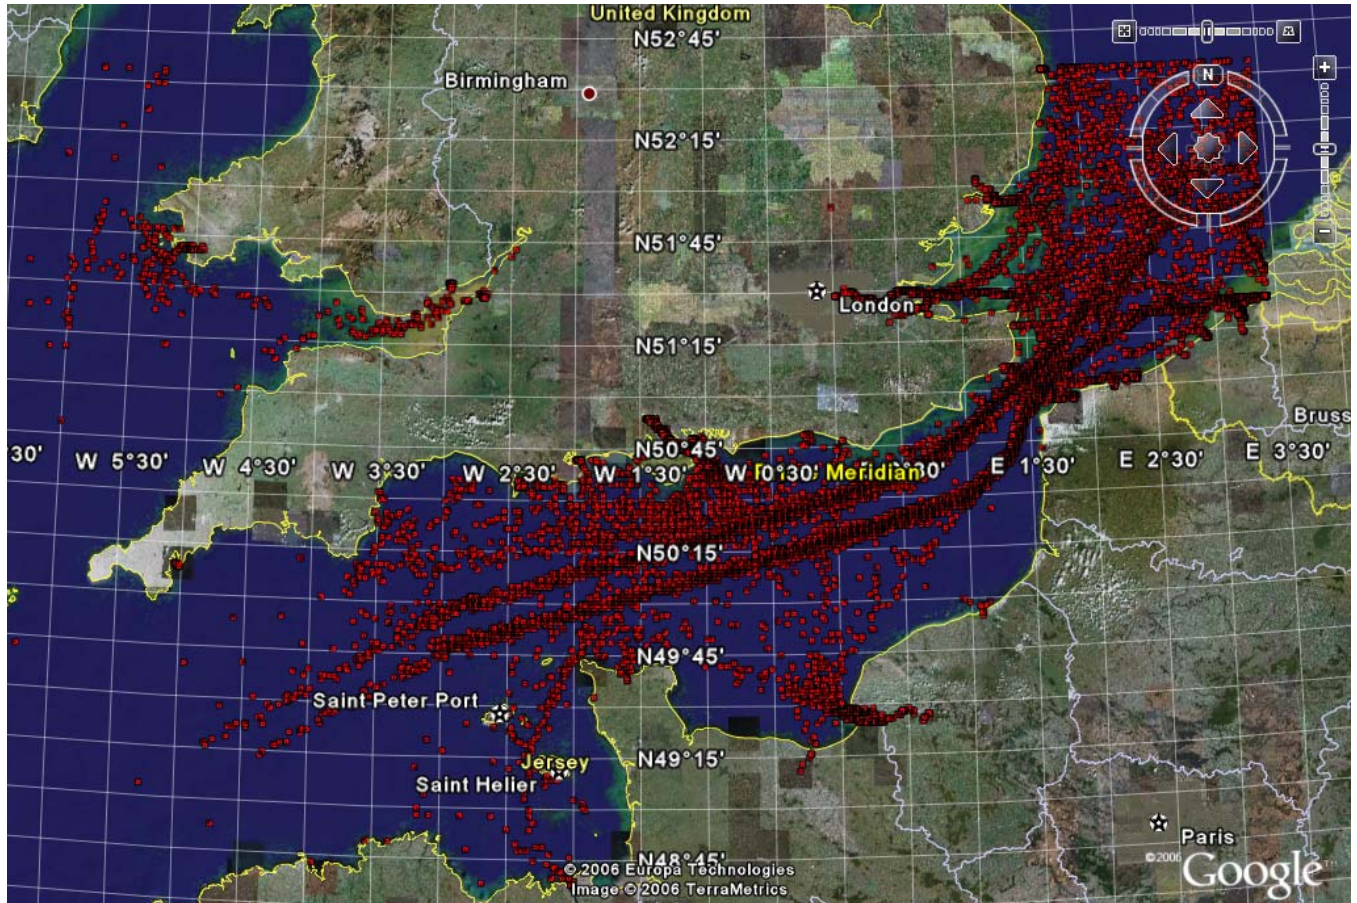 United Kingdom
N52°45'
N
Birmingham
N52°15'
N51°45'
London
N51°15'
Bruss
N50°45'
30' W 5°30' W 4°30' W 3°30' W 2°30' W 1°30' W 0°30' Meridian 30' E 1°30' E 2°30' E 3°30'
N50°15'
N49°45'
Saint Peter Port
N49°15'
Jersey
Saint Helier
Paris
N48°45'
© 2006 Europa Technologies
Image © 2006 TerraMetrics
©2006
Google™